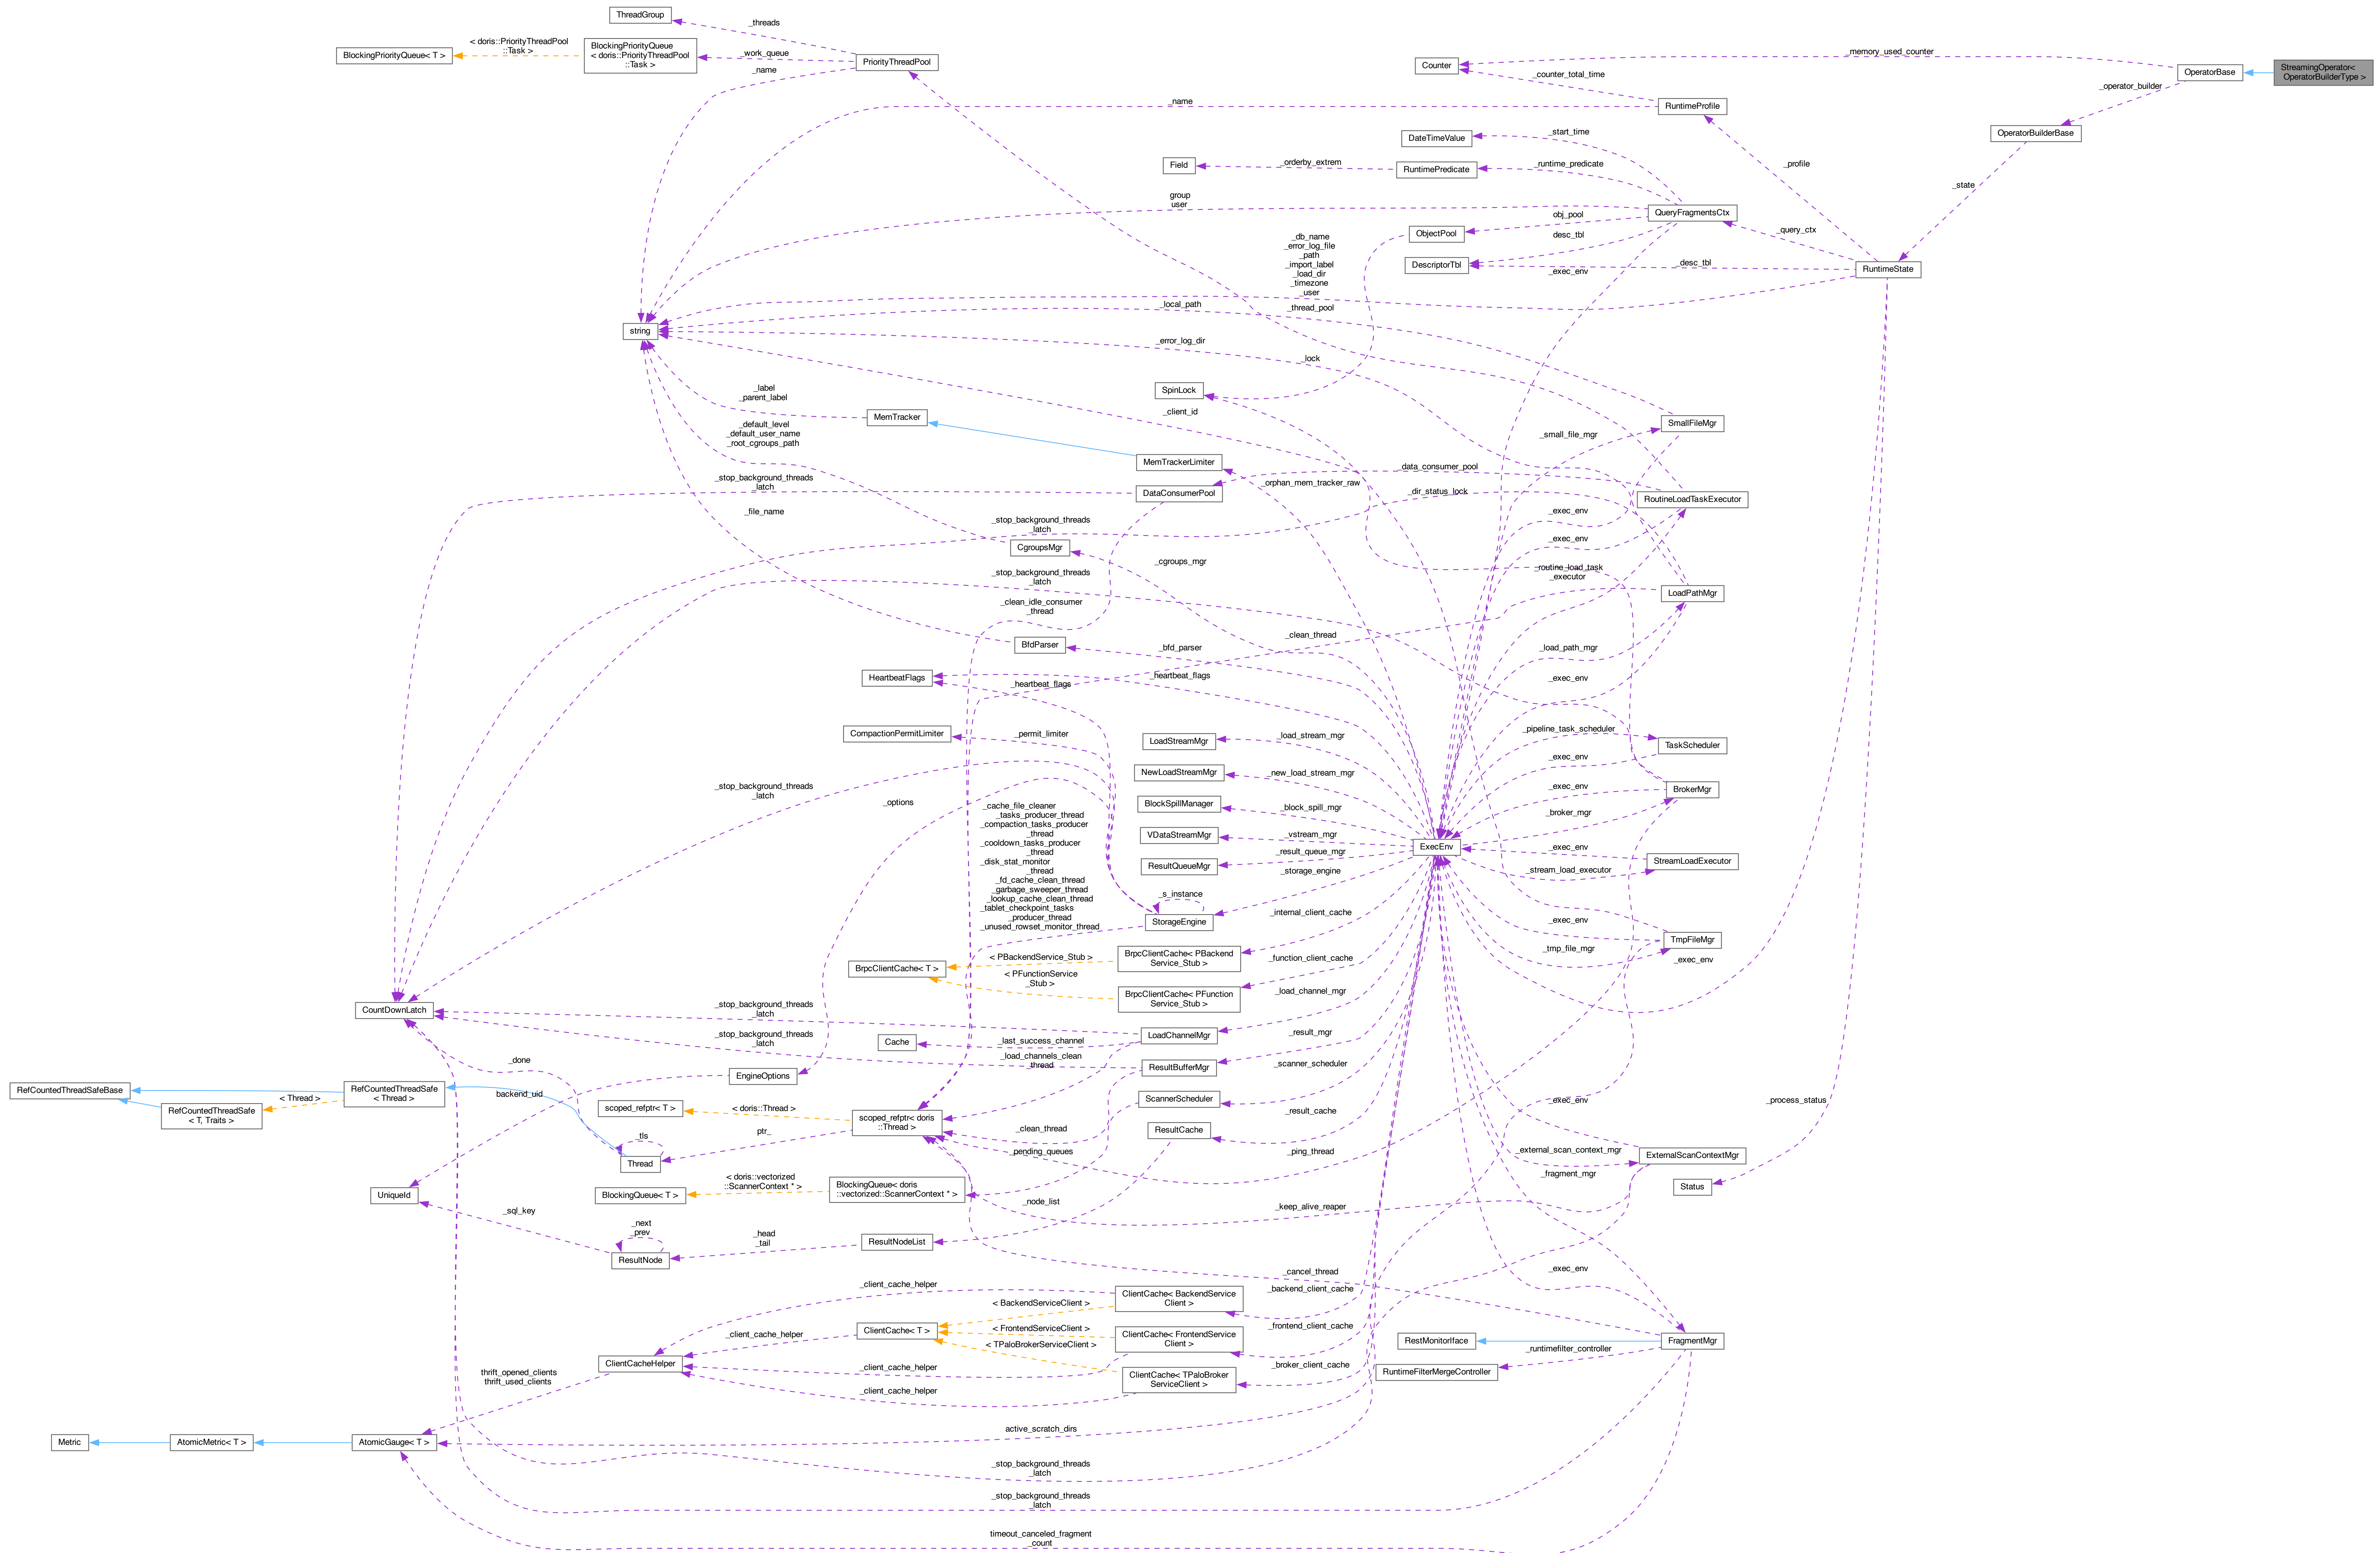 ThreadGroup
_threads
< doris::PriorityThreadPool
::Task >
BlockingPriorityQueue< T >
BlockingPriorityQueue
< doris::PriorityThreadPool
::Task >
_work_queue
PriorityThreadPool
_name
_memory_used_counter
Counter
_counter_total_time
OperatorBase
StreamingOperator<
OperatorBuilderType >
_operator_builder
_name
RuntimeProfile
OperatorBuilderBase
DateTimeValue
_start_time
Field
_orderby_extrem
RuntimePredicate
_runtime_predicate
_profile
_state
group
user
obj_pool
QueryFragmentsCtx
_query_ctx
ObjectPool
desc_tbl
_db_name
_error_log_file
_path
_import_label
_load_dir
_timezone
_user
DescriptorTbl
_desc_tbl
_exec_env
RuntimeState
_local_path
_thread_pool
string
_error_log_dir
_lock
SpinLock
_label
_parent_label
MemTracker
_client_id
SmallFileMgr
_small_file_mgr
_default_level
_default_user_name
_root_cgroups_path
MemTrackerLimiter
_data_consumer_pool
_stop_background_threads
_latch
DataConsumerPool
_orphan_mem_tracker_raw
_dir_status_lock
RoutineLoadTaskExecutor
_file_name
_stop_background_threads
_latch
_exec_env
CgroupsMgr
_cgroups_mgr
_exec_env
_stop_background_threads
_latch
_routine_load_task
_executor
LoadPathMgr
_clean_idle_consumer
_thread
_clean_thread
BfdParser
_bfd_parser
_load_path_mgr
HeartbeatFlags
_heartbeat_flags
_heartbeat_flags
_exec_env
CompactionPermitLimiter
_permit_limiter
LoadStreamMgr
_load_stream_mgr
_pipeline_task_scheduler
TaskScheduler
_exec_env
NewLoadStreamMgr
_new_load_stream_mgr
_stop_background_threads
_latch
_options
_exec_env
BrokerMgr
BlockSpillManager
_block_spill_mgr
_broker_mgr
_cache_file_cleaner
_tasks_producer_thread
_compaction_tasks_producer
_thread
_cooldown_tasks_producer
_thread
_disk_stat_monitor
_thread
_fd_cache_clean_thread
_garbage_sweeper_thread
_lookup_cache_clean_thread
_tablet_checkpoint_tasks
_producer_thread
_unused_rowset_monitor_thread
VDataStreamMgr
_vstream_mgr
ExecEnv
_exec_env
StreamLoadExecutor
ResultQueueMgr
_result_queue_mgr
_storage_engine
_stream_load_executor
_s_instance
StorageEngine
_internal_client_cache
_exec_env
TmpFileMgr
_tmp_file_mgr
< PBackendService_Stub >
BrpcClientCache< PBackend
Service_Stub >
_function_client_cache
_exec_env
BrpcClientCache< T >
< PFunctionService
_Stub >
BrpcClientCache< PFunction
Service_Stub >
_load_channel_mgr
CountDownLatch
_stop_background_threads
_latch
LoadChannelMgr
_result_mgr
Cache
_last_success_channel
_stop_background_threads
_latch
_load_channels_clean
_thread
ResultBufferMgr
_scanner_scheduler
_done
EngineOptions
RefCountedThreadSafeBase
RefCountedThreadSafe
< Thread >
backend_uid
< Thread >
RefCountedThreadSafe
< T, Traits >
scoped_refptr< T >
< doris::Thread >
scoped_refptr< doris
::Thread >
ScannerScheduler
_exec_env
_process_status
_result_cache
_tls
ptr_
_clean_thread
ResultCache
Thread
_pending_queues
_ping_thread
_external_scan_context_mgr
ExternalScanContextMgr
_fragment_mgr
UniqueId
BlockingQueue< T >
< doris::vectorized
::ScannerContext * >
BlockingQueue< doris
::vectorized::ScannerContext * >
Status
_sql_key
_node_list
_keep_alive_reaper
_next
_prev
_head
_tail
ResultNodeList
ResultNode
_cancel_thread
_exec_env
_client_cache_helper
ClientCache< BackendService
Client >
_backend_client_cache
< BackendServiceClient >
_client_cache_helper
ClientCache< T >
< FrontendServiceClient >
ClientCache< FrontendService
Client >
_frontend_client_cache
< TPaloBrokerServiceClient >
RestMonitorIface
FragmentMgr
_runtimefilter_controller
ClientCacheHelper
_client_cache_helper
_broker_client_cache
RuntimeFilterMergeController
thrift_opened_clients
thrift_used_clients
_client_cache_helper
ClientCache< TPaloBroker
ServiceClient >
Metric
AtomicMetric< T >
AtomicGauge< T >
active_scratch_dirs
_stop_background_threads
_latch
_stop_background_threads
_latch
timeout_canceled_fragment
_count